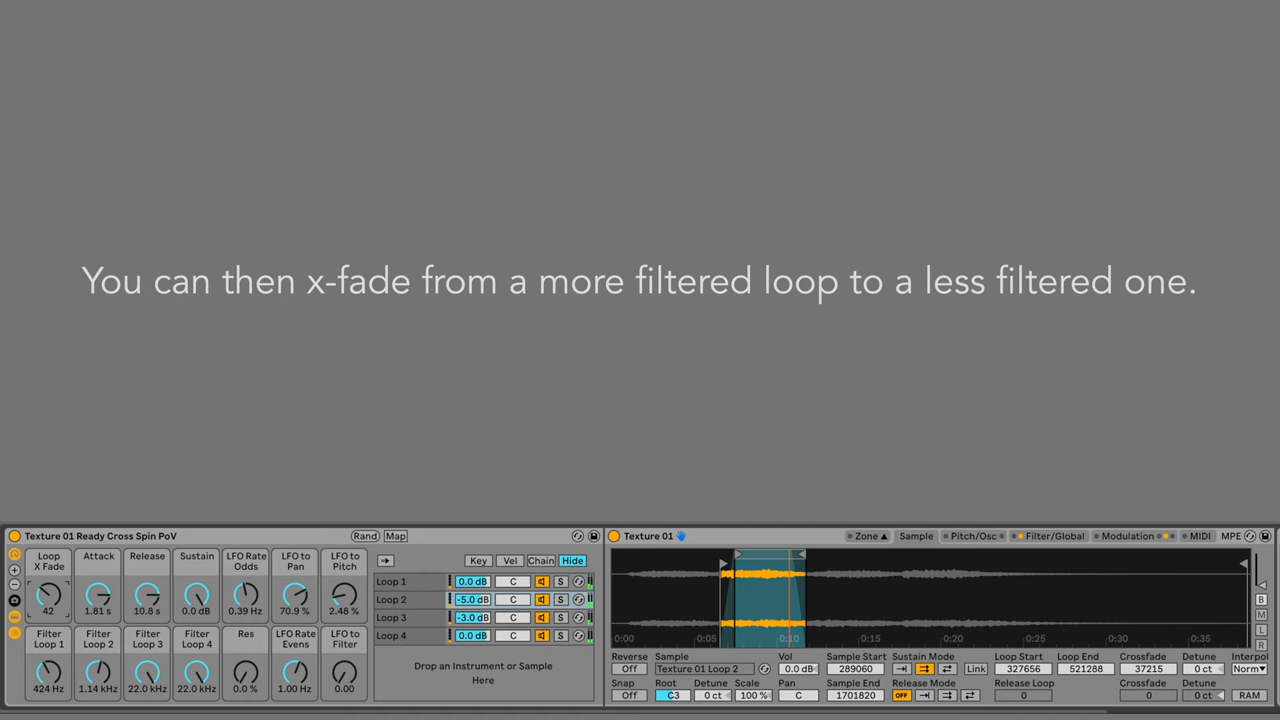 You can then x-fade from a more filtered loop to a less filtered one.
Texture 01 Ready Cross Spin PoV Rand Map
Loop X Fade 42
Attack 1.81 s
Release 10.8 s
Sustain 0.0 dB
LFO Rate Odds 0.39 Hz
LFO to Pan 70.9 %
LFO to Pitch 2.48 %
Filter Loop 1 424 Hz
Filter Loop 2 1.14 kHz
Filter Loop 3 22.0 kHz
Filter Loop 4 22.0 kHz
Res
LFO Rate Evens 1.00 Hz
LFO to Filter 0.00
Key Vel Chain Hide
Loop 1 0.0 dB C S
Loop 2 -5.0 dB C S
Loop 3 -3.0 dB C S
Loop 4 0.0 dB C S
Drop an Instrument or Sample
Here
Texture 01 Zone Sample Pitch/Osc Filter/Global Modulation MIDI MPE
0:00 0:05 0:10 0:15 0:20 0:25 0:30 0:35
B
M
L
R
Reverse Sample Vol Sample Start Sustain Mode Loop Start Loop End Crossfade Detune Interpol
Off Texture 01 Loop 2 0.0 dB 289060 Link 327656 521288 37215 0 ct Norm
Snap Root Detune Scale Pan Sample End Release Mode Release Loop Crossfade Detune
Off C3 0 ct 100 % C 1701820 OFF 0 0 0 ct RAM